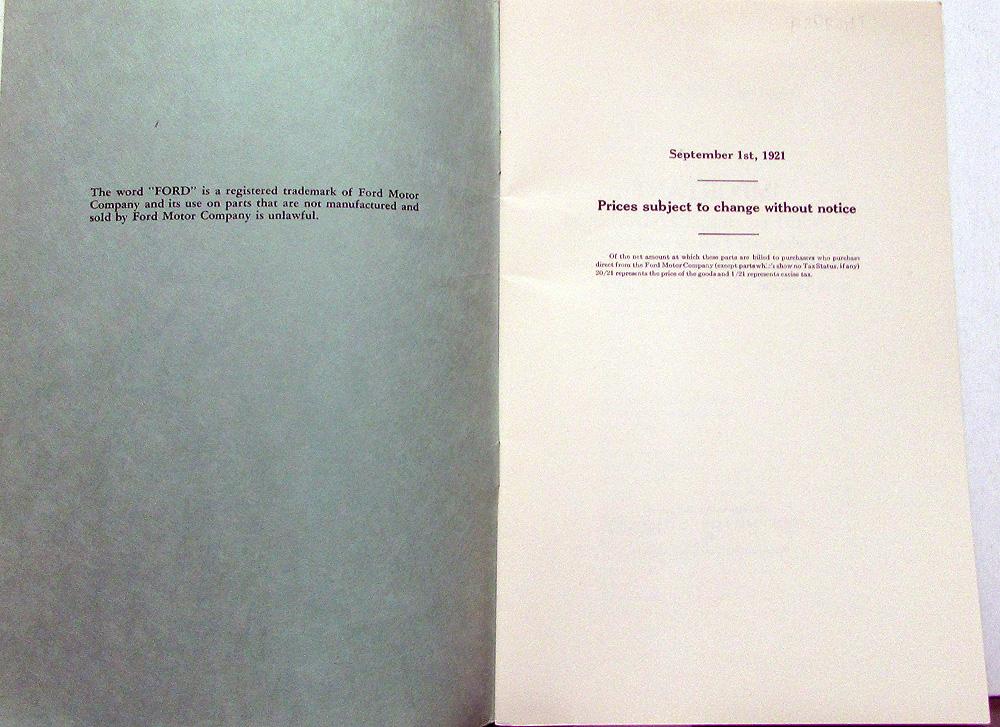 The word "FORD" is a registered trademark of Ford Motor
Company and its use on parts that are not manufactured and
sold by Ford Motor Company is unlawful.
September 1st, 1921
Prices subject to change without notice
Of the net amount at which these parts are billed to purchasers who purchase
direct from the Ford Motor Company (except parts show no Tax Status, if any)
20/21 represents the price of the goods and 1/21 represents excise tax.